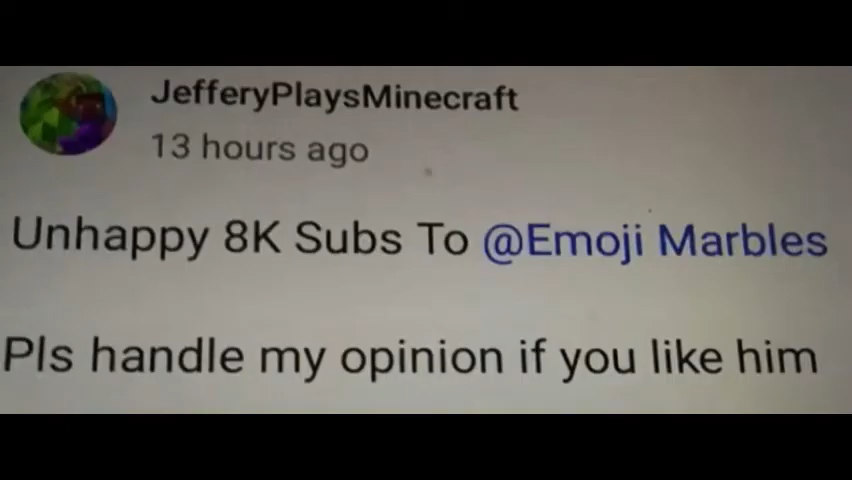 JefferyPlaysMinecraft
13 hours ago
Unhappy 8K Subs To @Emoji Marbles
Pls handle my opinion if you like him